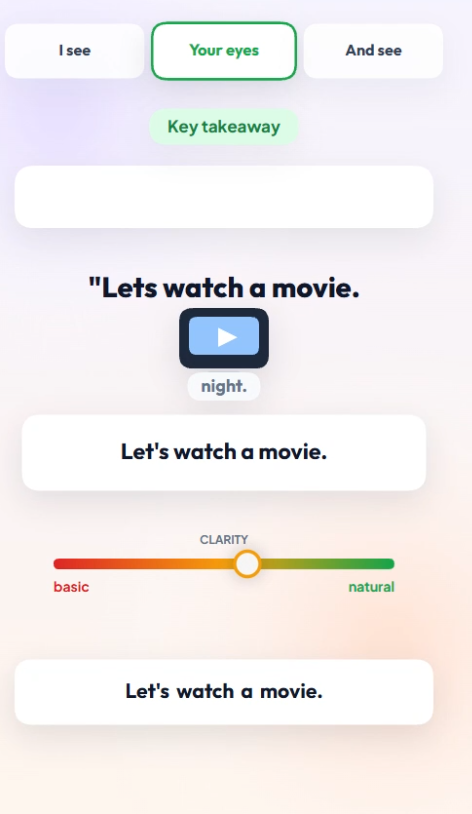 I see Your eyes And see
Key takeaway
"Lets watch a movie.
night.
Let's watch a movie.
CLARITY
basic natural
Let's watch a movie.